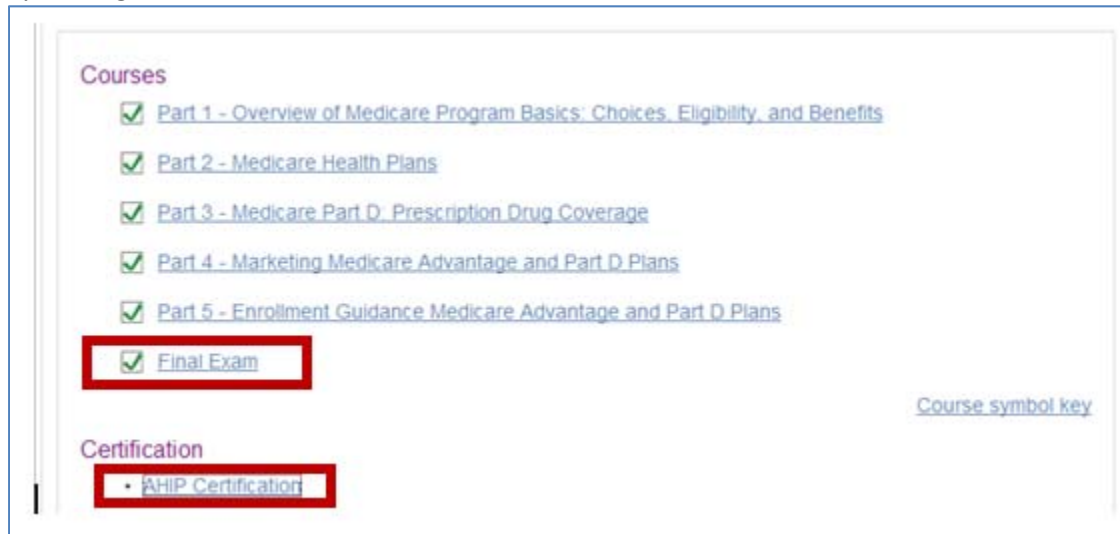 Courses
Part 1 - Overview of Medicare Program Basics: Choices, Eligibility, and Benefits
Part 2 - Medicare Health Plans
Part 3 - Medicare Part D: Prescription Drug Coverage
Part 4 - Marketing Medicare Advantage and Part D Plans
Part 5 - Enrollment Guidance Medicare Advantage and Part D Plans
Final Exam
Course symbol key
Certification
• AHIP Certification